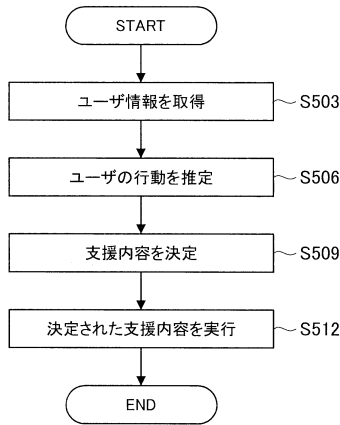 START
ユーザ情報を取得 S503
ユーザの行動を推定 S506
支援内容を決定 S509
決定された支援内容を実行 S512
END